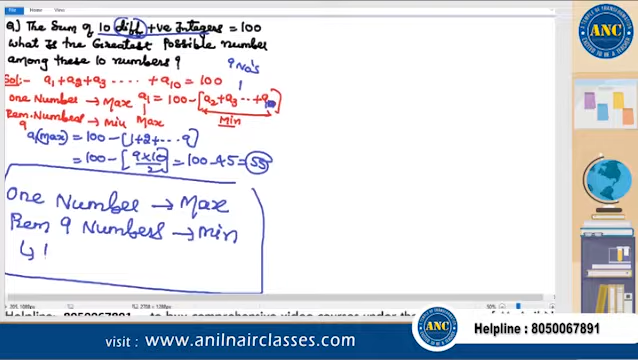 Q) The Sum of 10 diff +ve Integers = 100
What Is the Greatest Possible number
among these 10 numbers?
9 No's
Sol:- a1 + a2 + a3 ..... + a10 = 100
One Number → Max a1 = 100 - [a2 + a3 ... + a10]
Rem. Numbers → Min Max Min
9
a1(max) = 100 - [1+2+...9]
= 100 - [9×10/2] = 100 - 45 = 55
One Number → Max
Rem 9 Numbers → Min
↳ 1
ANC
ANC
Helpline : 8050067891
visit : www.anilnairclasses.com